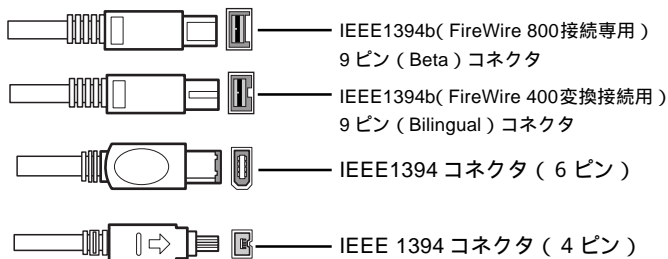 IEEE1394b（FireWire 800接続専用）
9 ピン（Beta）コネクタ
IEEE1394b（FireWire 400変換接続用）
9 ピン（Bilingual）コネクタ
IEEE1394 コネクタ（ 6 ピン ）
IEEE 1394 コネクタ（ 4 ピン ）